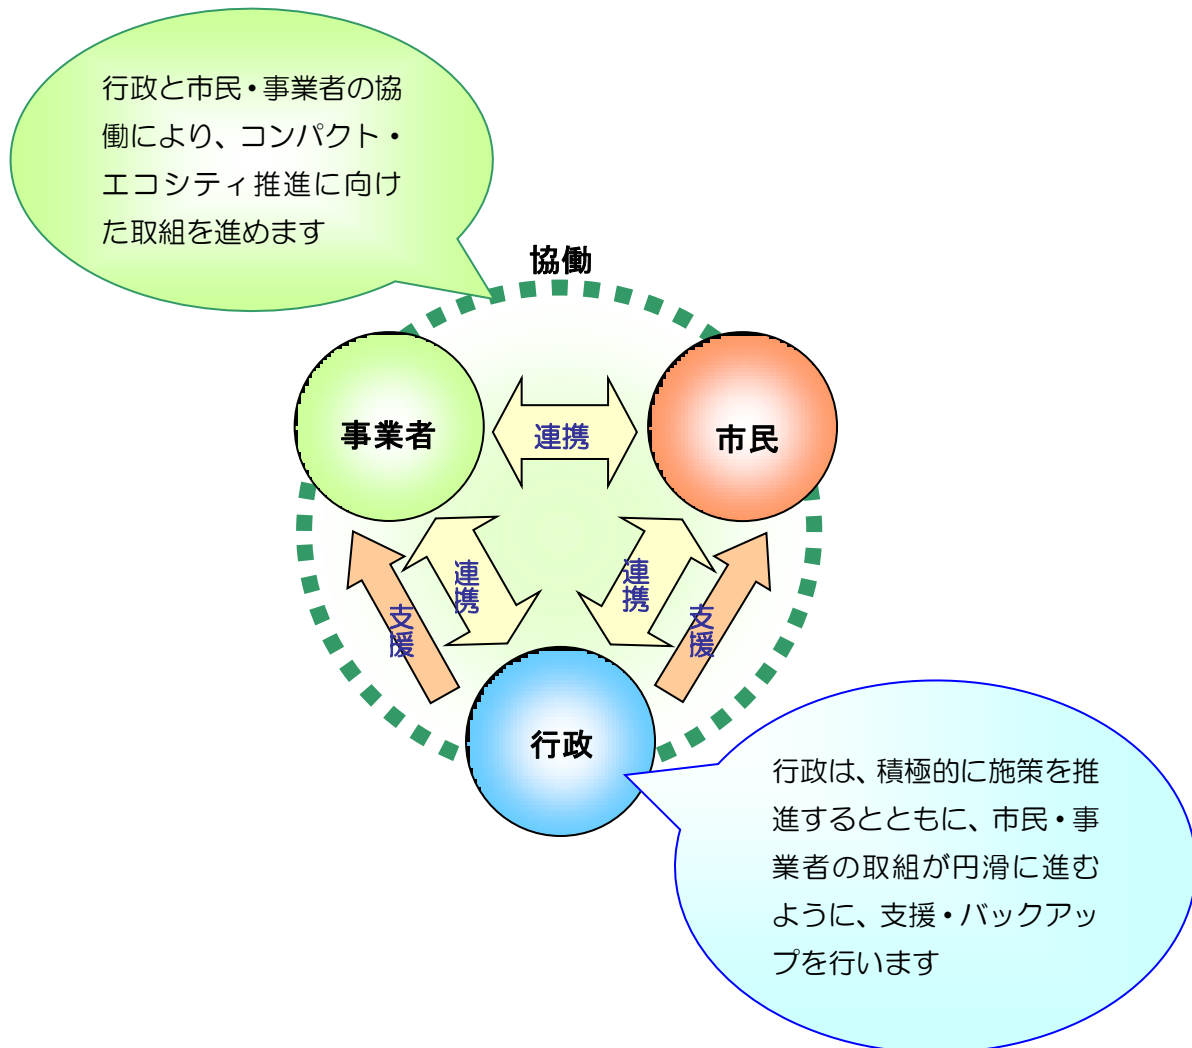 行政と市民・事業者の協
働により、コンパクト・
エコシティ推進に向け
た取組を進めます
協働
事業者
連携
市民
連携
連携
支援
支援
行政
行政は、積極的に施策を推
進するとともに、市民・事
業者の取組が円滑に進む
ように、支援・バックアッ
プを行います